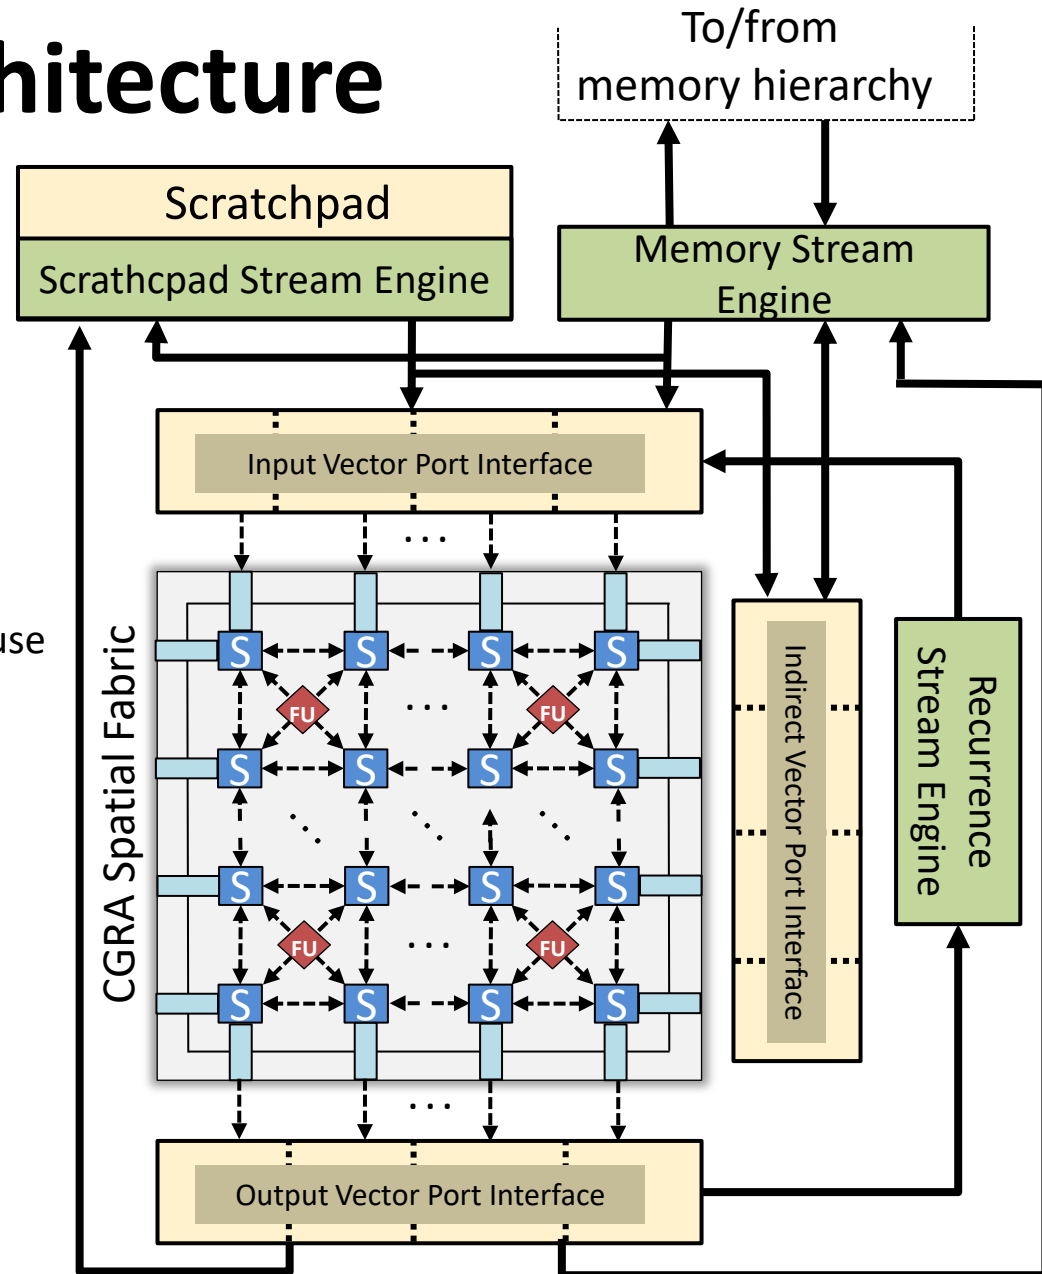 hitecture
To/from
memory hierarchy
Scratchpad
Scrathcpad Stream Engine
Memory Stream
Engine
Input Vector Port Interface
...
use
CGRA Spatial Fabric
S S S S
FU ... FU
S S S S
S S S S
FU ... FU
S S S S
Indirect Vector Port Interface
Recurrence
Stream Engine
...
Output Vector Port Interface